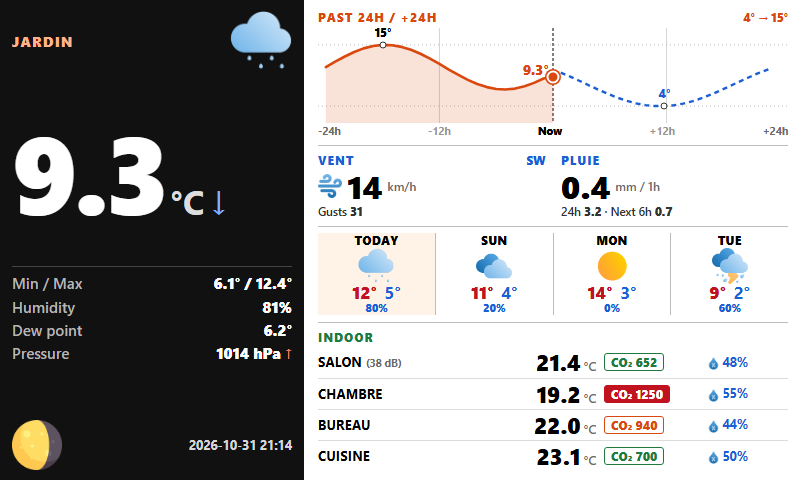 JARDIN
9.3 °C ↓
Min / Max 6.1° / 12.4°
Humidity 81%
Dew point 6.2°
Pressure 1014 hPa ↑
2026-10-31 21:14
PAST 24H / +24H 4° → 15°
15°
9.3°
4°
-24h -12h Now +12h +24h
VENT SW
14 km/h
Gusts 31
PLUIE
0.4 mm / 1h
24h 3.2 · Next 6h 0.7
TODAY
12° 5°
80%
SUN
11° 4°
20%
MON
14° 3°
0%
TUE
9° 2°
60%
INDOOR
SALON (38 dB) 21.4 °C CO₂ 652 48%
CHAMBRE 19.2 °C CO₂ 1250 55%
BUREAU 22.0 °C CO₂ 940 44%
CUISINE 23.1 °C CO₂ 700 50%